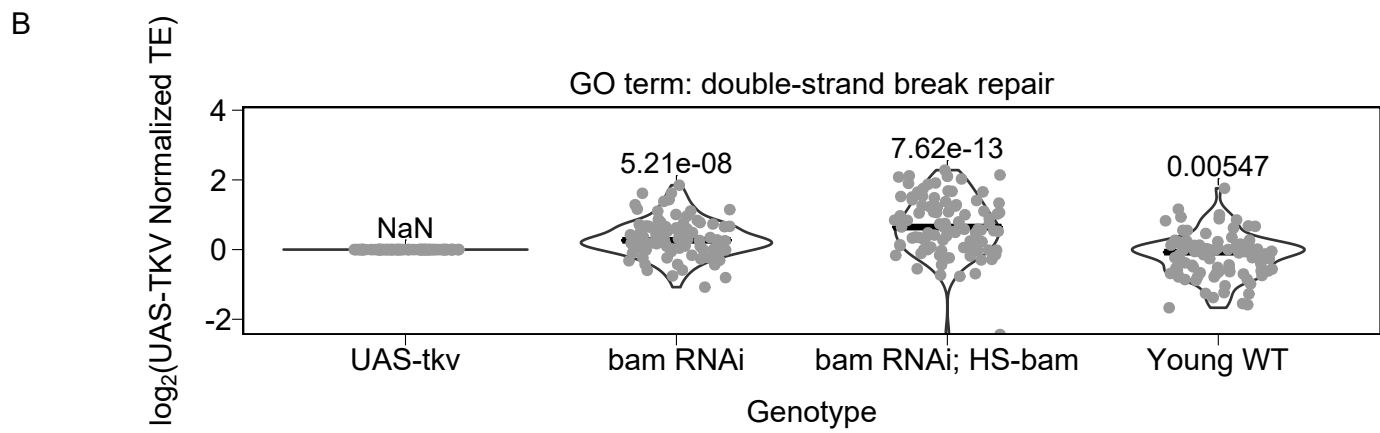 B
GO term: double-strand break repair
log₂(UAS-TKV Normalized TE)
4
2
0
-2
NaN
5.21e-08
7.62e-13
0.00547
UAS-tkv
bam RNAi
bam RNAi; HS-bam
Young WT
Genotype